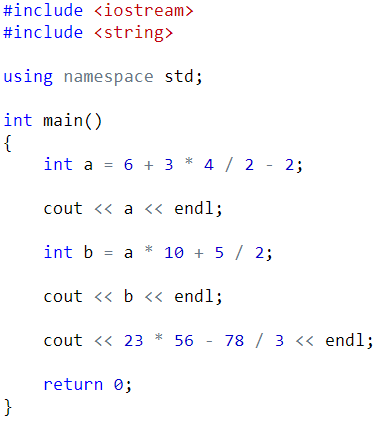 #include <iostream>
#include <string>
using namespace std;
int main()
{
int a = 6 + 3 * 4 / 2 - 2;
cout << a << endl;
int b = a * 10 + 5 / 2;
cout << b << endl;
cout << 23 * 56 - 78 / 3 << endl;
return 0;
}